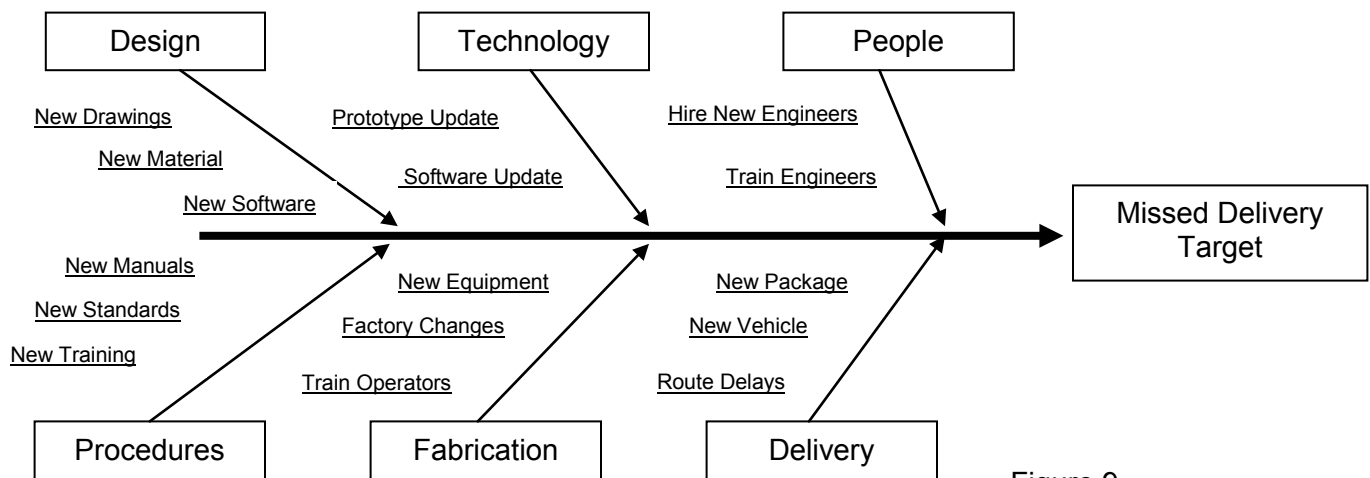 Design
Technology
People
New Drawings
Prototype Update
Hire New Engineers
New Material
Software Update
Train Engineers
New Software
Missed Delivery
Target
New Manuals
New Equipment
New Package
New Standards
Factory Changes
New Vehicle
New Training
Train Operators
Route Delays
Procedures
Fabrication
Delivery
Figure 9